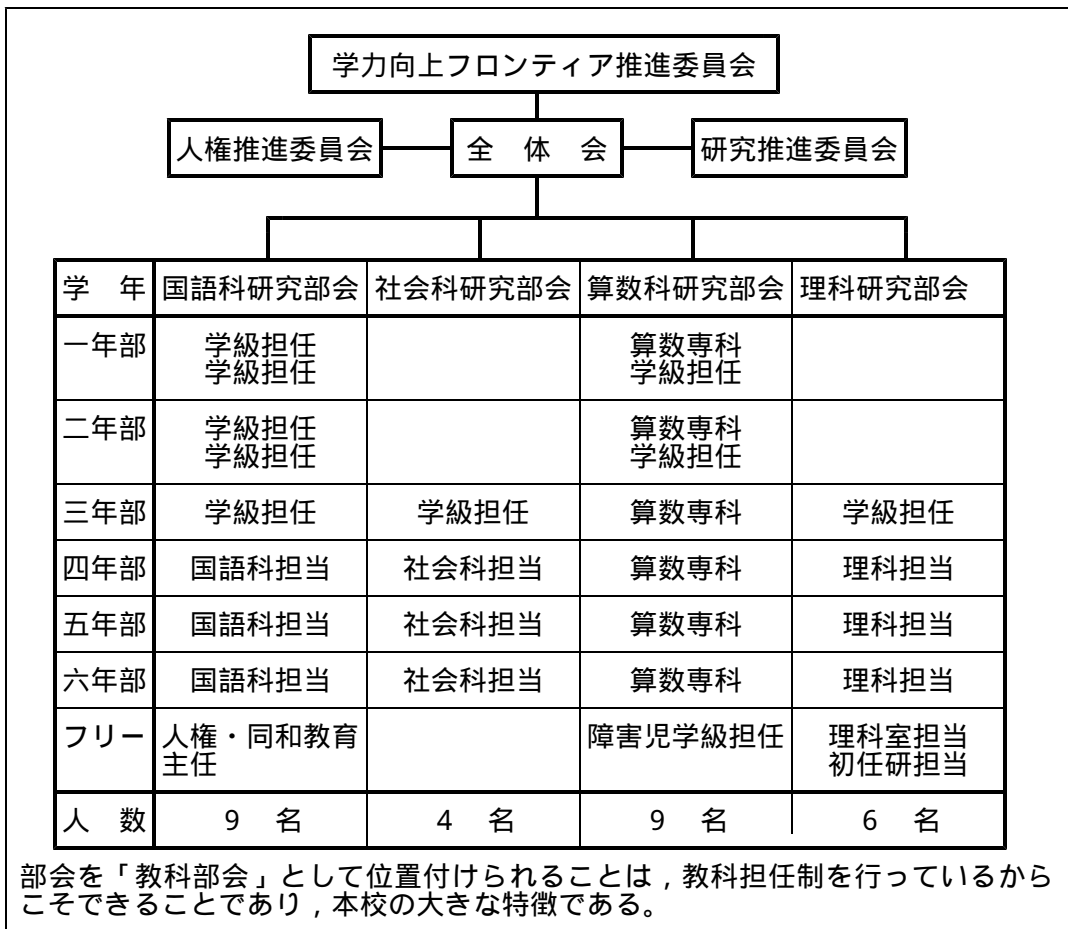 学力向上フロンティア推進委員会
人権推進委員会 全 体 会 研究推進委員会
学 年 国語科研究部会 社会科研究部会 算数科研究部会 理科研究部会
一年部 学級担任 算数専科
学級担任 学級担任
二年部 学級担任 算数専科
学級担任 学級担任
三年部 学級担任 学級担任 算数専科 学級担任
四年部 国語科担当 社会科担当 算数専科 理科担当
五年部 国語科担当 社会科担当 算数専科 理科担当
六年部 国語科担当 社会科担当 算数専科 理科担当
フリー 人権・同和教育 障害児学級担任 理科室担当
主任 初任研担当
人 数 9 名 4 名 9 名 6 名
部会を「教科部会」として位置付けられることは,教科担任制を行っているから
こそできることであり,本校の大きな特徴である。